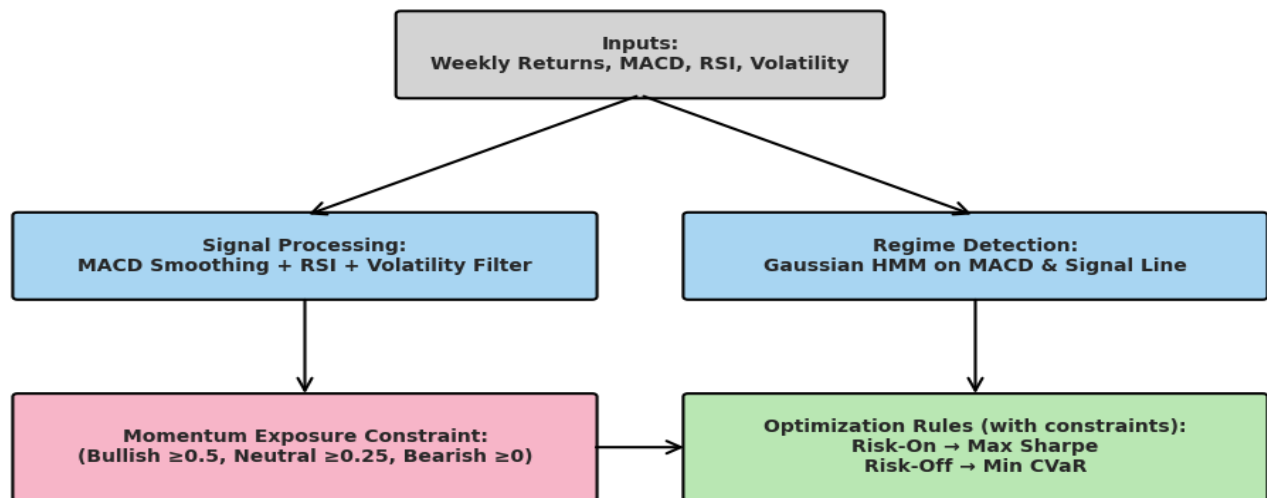 Inputs:
Weekly Returns, MACD, RSI, Volatility
Signal Processing:
MACD Smoothing + RSI + Volatility Filter
Regime Detection:
Gaussian HMM on MACD & Signal Line
Momentum Exposure Constraint:
(Bullish ≥0.5, Neutral ≥0.25, Bearish ≥0)
Optimization Rules (with constraints):
Risk-On → Max Sharpe
Risk-Off → Min CVaR